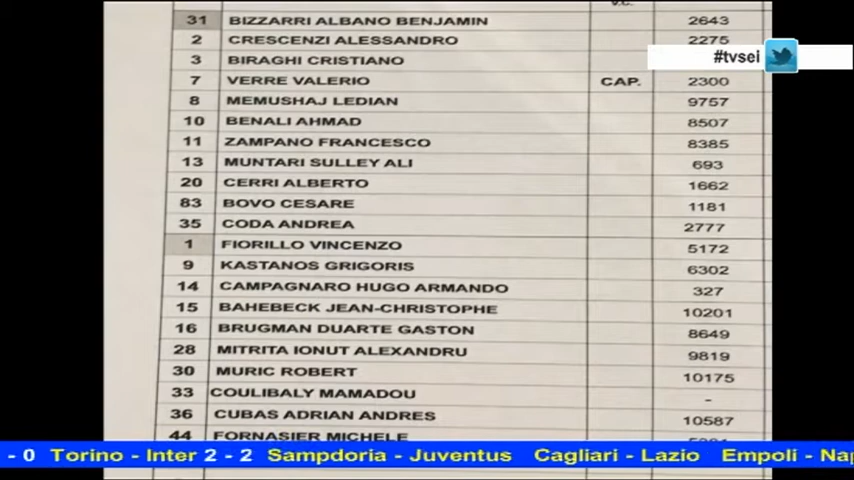 V.C.
31 BIZZARRI ALBANO BENJAMIN 2643
2 CRESCENZI ALESSANDRO 2275
#tvsei
3 BIRAGHI CRISTIANO
7 VERRE VALERIO CAP. 2300
8 MEMUSHAJ LEDIAN 9757
10 BENALI AHMAD 8507
11 ZAMPANO FRANCESCO 8385
13 MUNTARI SULLEY ALI 693
20 CERRI ALBERTO 1662
83 BOVO CESARE 1181
35 CODA ANDREA 2777
1 FIORILLO VINCENZO 5172
9 KASTANOS GRIGORIS 6302
14 CAMPAGNARO HUGO ARMANDO 327
15 BAHEBECK JEAN-CHRISTOPHE 10201
16 BRUGMAN DUARTE GASTON 8649
28 MITRITA IONUT ALEXANDRU 9819
30 MURIC ROBERT 10175
33 COULIBALY MAMADOU -
36 CUBAS ADRIAN ANDRES 10587
44 FORNASIER MICHELE
- 0 Torino - Inter 2 - 2 Sampdoria - Juventus Cagliari - Lazio Empoli - Nap